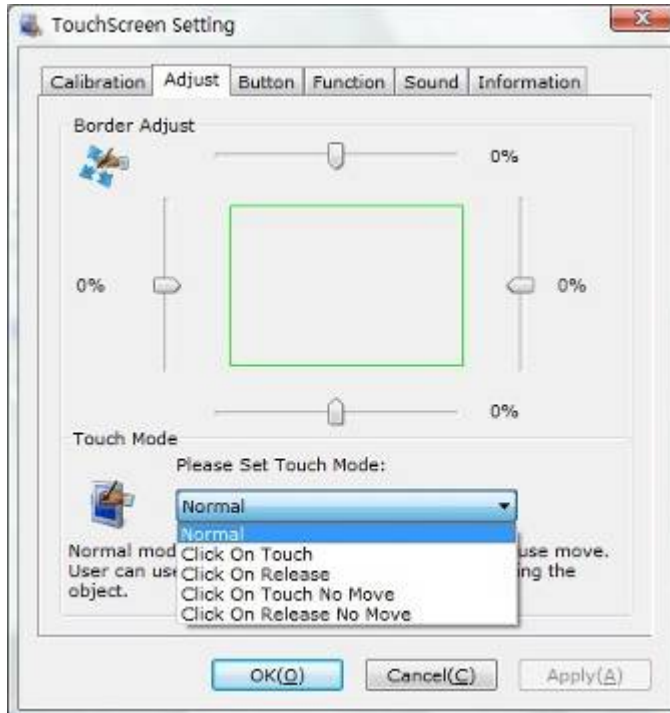 TouchScreen Setting
Calibration Adjust Button Function Sound Information
Border Adjust
0%
0% 0%
0%
Touch Mode
Please Set Touch Mode:
Normal
Normal
Click On Touch
Click On Release
Click On Touch No Move
Click On Release No Move
Normal use move.
User can ing the
object.
OK(O) Cancel(C) Apply(A)